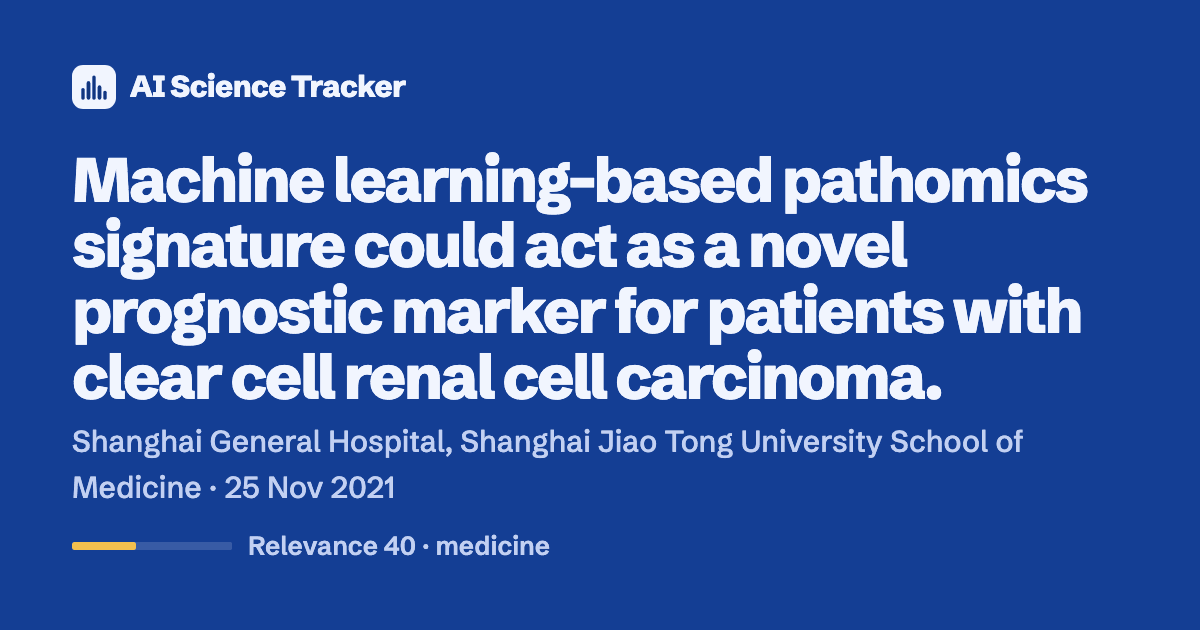 AI Science Tracker
Machine learning-based pathomics
signature could act as a novel
prognostic marker for patients with
clear cell renal cell carcinoma.
Shanghai General Hospital, Shanghai Jiao Tong University School of
Medicine · 25 Nov 2021
Relevance 40 · medicine